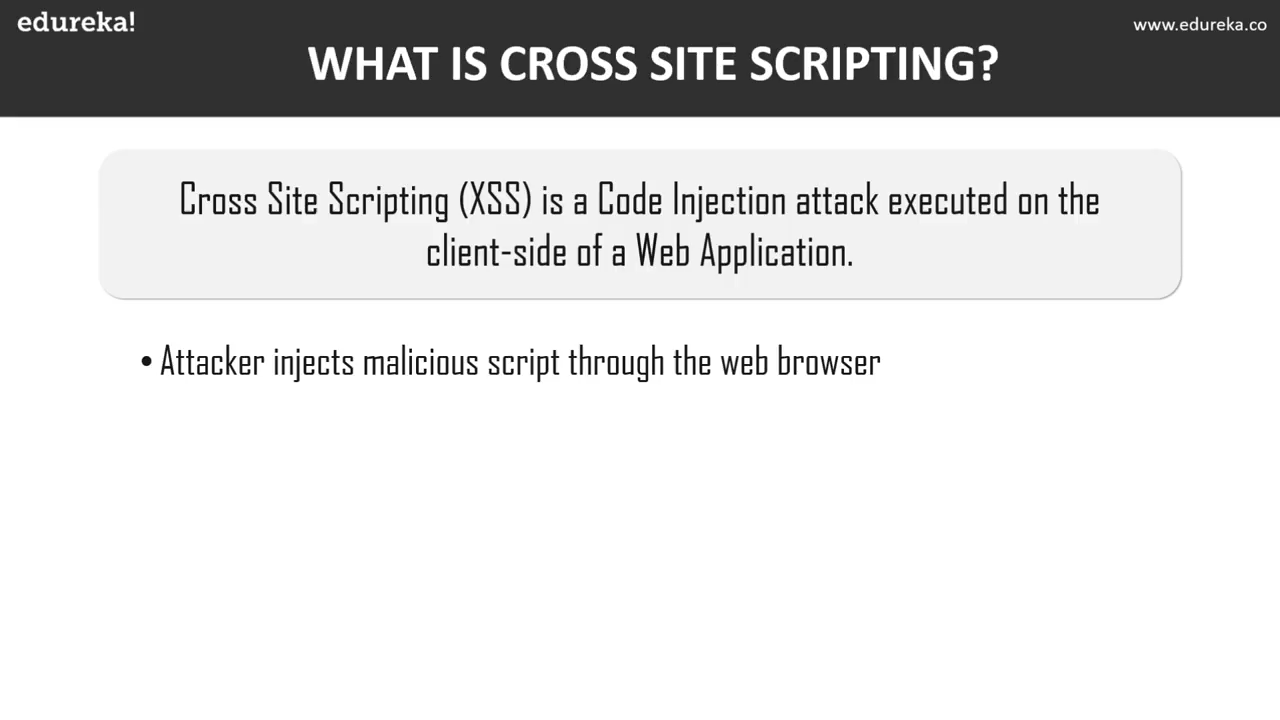 edureka!
www.edureka.co
WHAT IS CROSS SITE SCRIPTING?
Cross Site Scripting (XSS) is a Code Injection attack executed on the
client-side of a Web Application.
• Attacker injects malicious script through the web browser